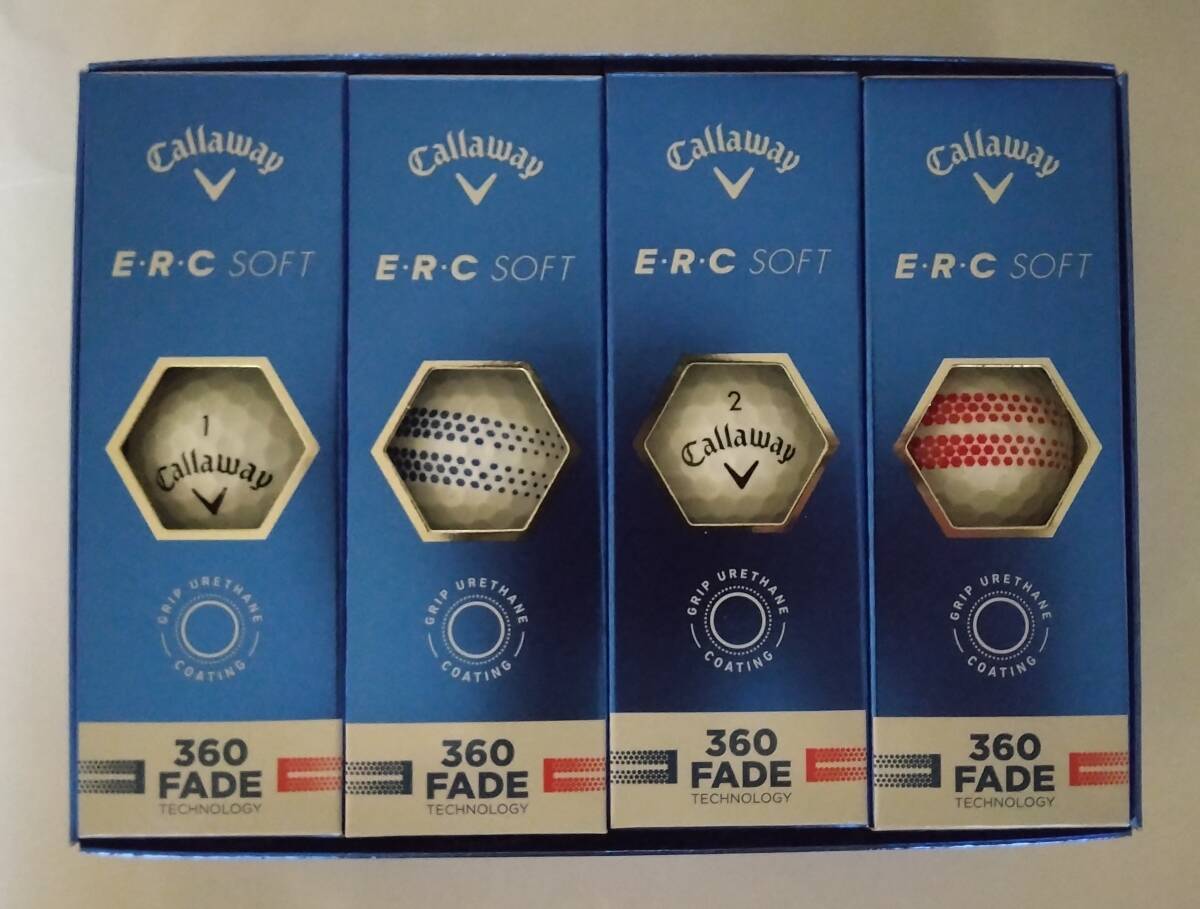 Callaway
E·R·C SOFT
1
Callaway
GRIP URETHANE
COATING
360
FADE
TECHNOLOGY
Callaway
E·R·C SOFT
GRIP URETHANE
COATING
360
FADE
TECHNOLOGY
Callaway
E·R·C SOFT
2
Callaway
GRIP URETHANE
COATING
360
FADE
TECHNOLOGY
Callaway
E·R·C SOFT
GRIP URETHANE
COATING
360
FADE
TECHNOLOGY